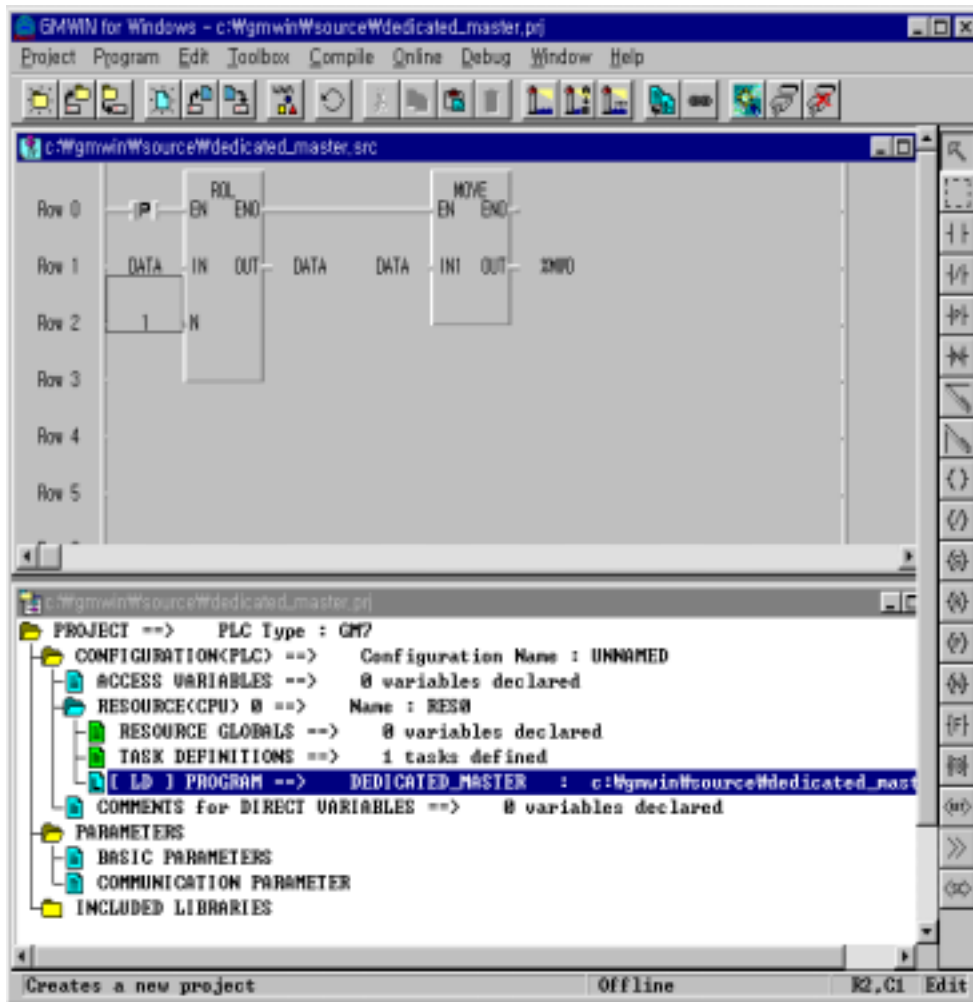 GMWIN for Windows - c:₩gmwin₩source₩dedicated_master.prj
Project Program Edit Toolbox Compile Online Debug Window Help
c:₩gmwin₩source₩dedicated_master.src
ROL MOVE
Row 0 P EN ENO EN ENO
Row 1 DATA IN OUT DATA DATA IN1 OUT %MW0
Row 2 1 N
Row 3
Row 4
Row 5
c:₩gmwin₩source₩dedicated_master.prj
PROJECT ==> PLC Type : GM7
CONFIGURATION(PLC) ==> Configuration Name : UNNAMED
ACCESS VARIABLES ==> 0 variables declared
RESOURCE(CPU) 0 ==> Name : RES0
RESOURCE GLOBALS ==> 0 variables declared
TASK DEFINITIONS ==> 1 tasks defined
[ LD ] PROGRAM ==> DEDICATED_MASTER : c:₩gmwin₩source₩dedicated_mast
COMMENTS for DIRECT VARIABLES ==> 0 variables declared
PARAMETERS
BASIC PARAMETERS
COMMUNICATION PARAMETER
INCLUDED LIBRARIES
Creates a new project Offline R2,C1 Edit